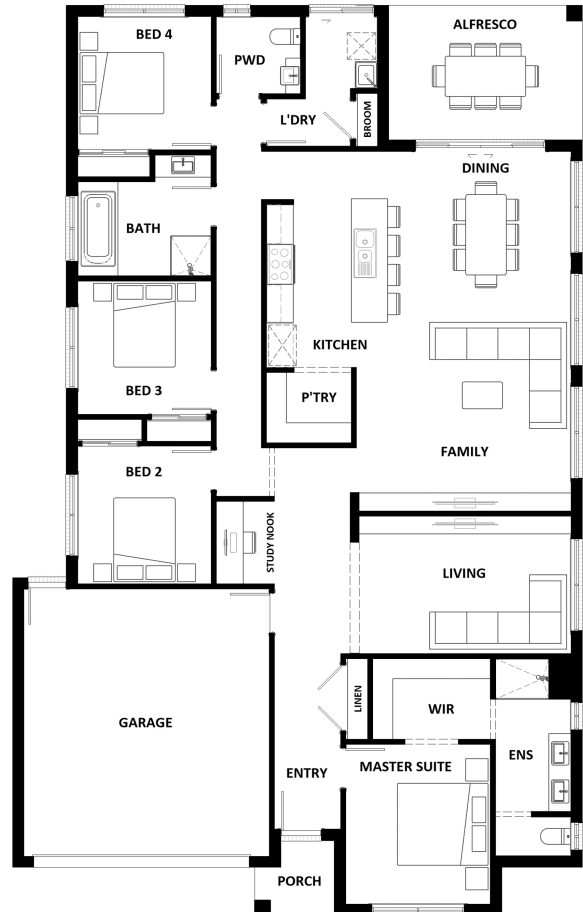 ALFRESCO
BED 4
PWD
L'DRY
BROOM
DINING
BATH
KITCHEN
BED 3
P'TRY
FAMILY
BED 2
STUDY NOOK
LIVING
LINEN
WIR
GARAGE
ENS
ENTRY
MASTER SUITE
PORCH